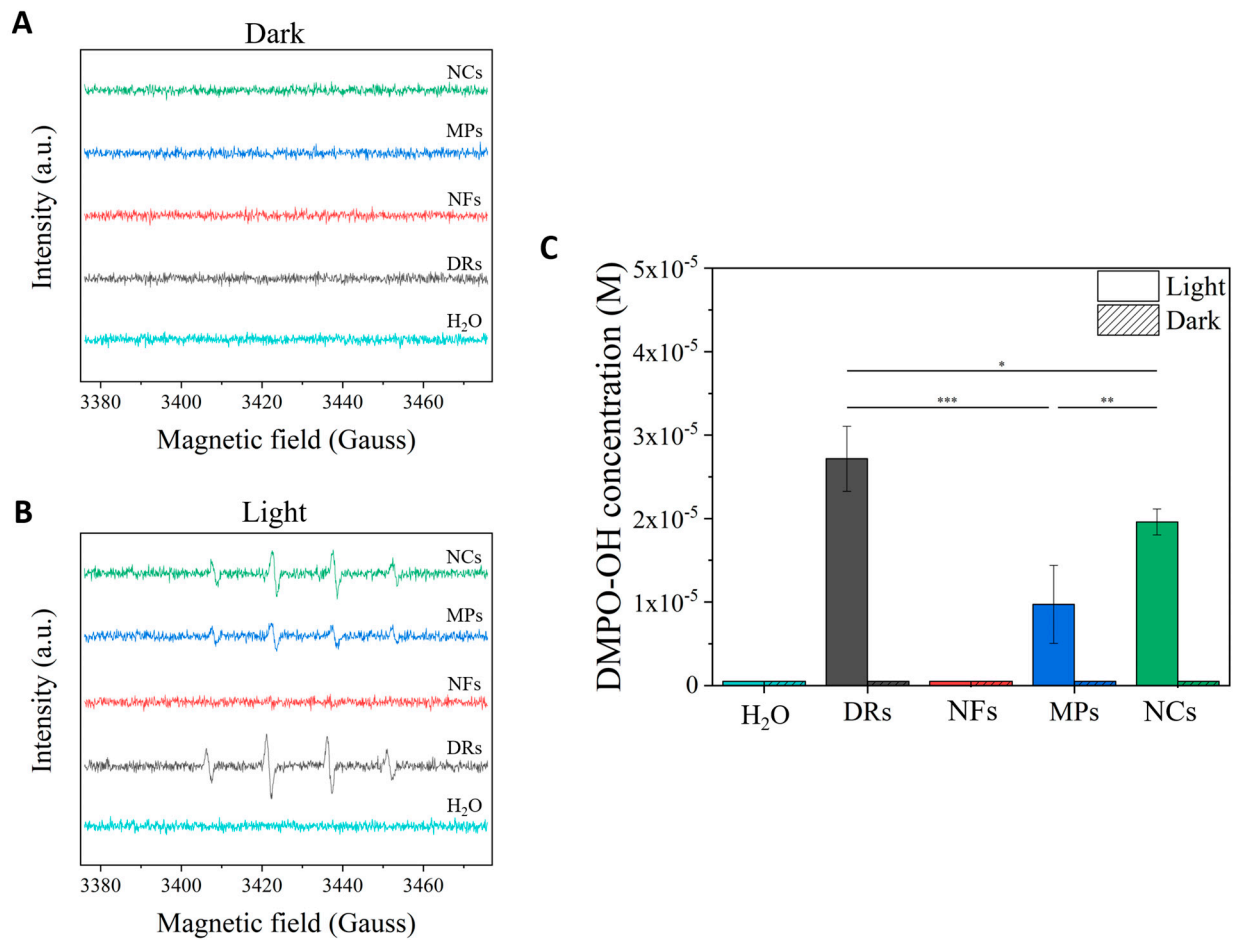 A
Dark
Intensity (a.u.)
NCs
MPs
NFs
DRs
H₂O
3380 3400 3420 3440 3460
Magnetic field (Gauss)
B
Light
Intensity (a.u.)
NCs
MPs
NFs
DRs
H₂O
3380 3400 3420 3440 3460
Magnetic field (Gauss)
C
DMPO-OH concentration (M)
5x10⁻⁵
4x10⁻⁵
3x10⁻⁵
2x10⁻⁵
1x10⁻⁵
0
Light
Dark
*
*** **
H₂O DRs NFs MPs NCs